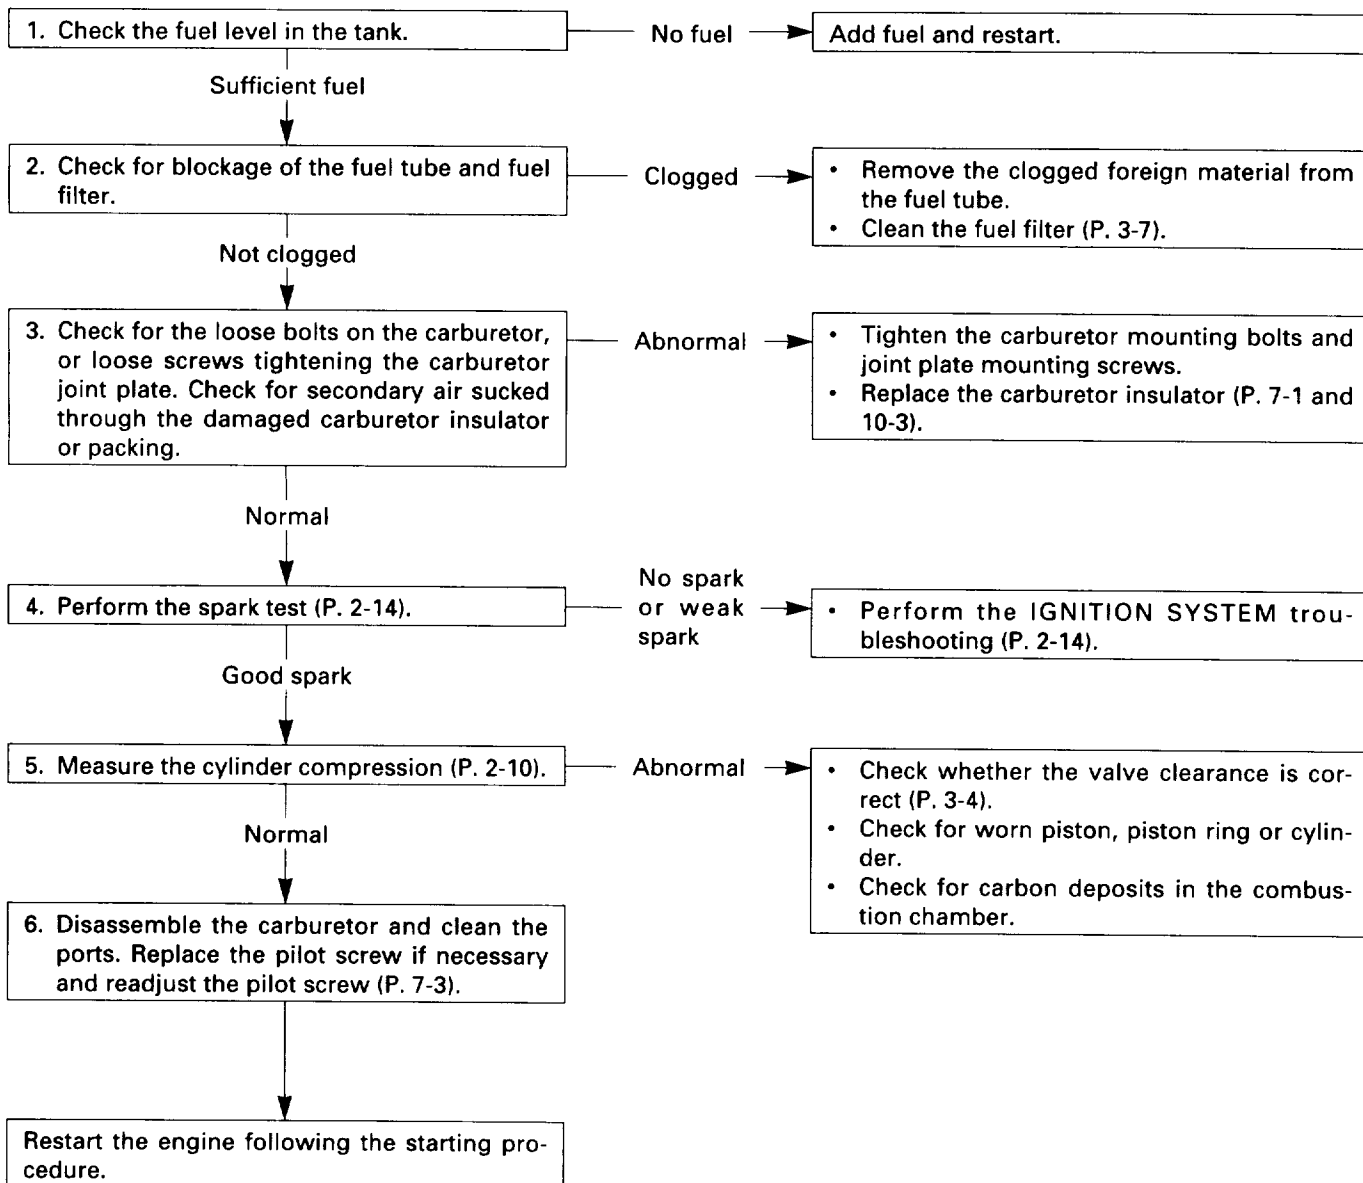 1. Check the fuel level in the tank.
No fuel
Add fuel and restart.
Sufficient fuel
2. Check for blockage of the fuel tube and fuel
filter.
Clogged
• Remove the clogged foreign material from
the fuel tube.
• Clean the fuel filter (P. 3-7).
Not clogged
3. Check for the loose bolts on the carburetor,
or loose screws tightening the carburetor
joint plate. Check for secondary air sucked
through the damaged carburetor insulator
or packing.
Abnormal
• Tighten the carburetor mounting bolts and
joint plate mounting screws.
• Replace the carburetor insulator (P. 7-1 and
10-3).
Normal
4. Perform the spark test (P. 2-14).
No spark
or weak
spark
• Perform the IGNITION SYSTEM trou-
bleshooting (P. 2-14).
Good spark
5. Measure the cylinder compression (P. 2-10).
Abnormal
• Check whether the valve clearance is cor-
rect (P. 3-4).
• Check for worn piston, piston ring or cylin-
der.
• Check for carbon deposits in the combus-
tion chamber.
Normal
6. Disassemble the carburetor and clean the
ports. Replace the pilot screw if necessary
and readjust the pilot screw (P. 7-3).
Restart the engine following the starting pro-
cedure.